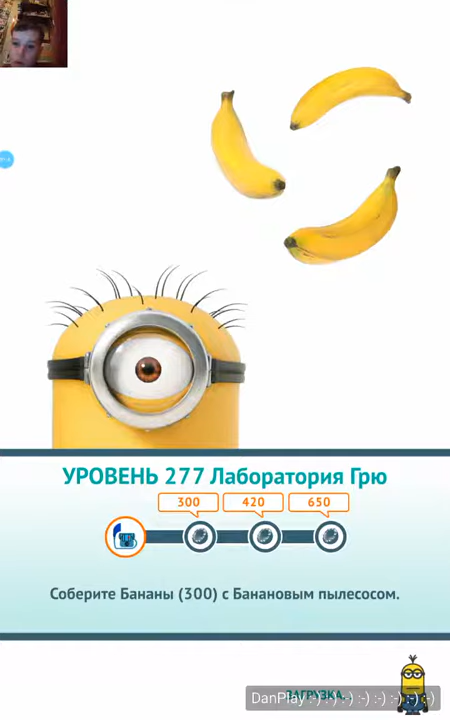 УРОВЕНЬ 277 Лаборатория Грю
300 420 650
Соберите Бананы (300) с Банановым пылесосом.
ЗАГРУЗКА.
DanPlay :-) :-) :-) :-) :-) :-) :-) :-)